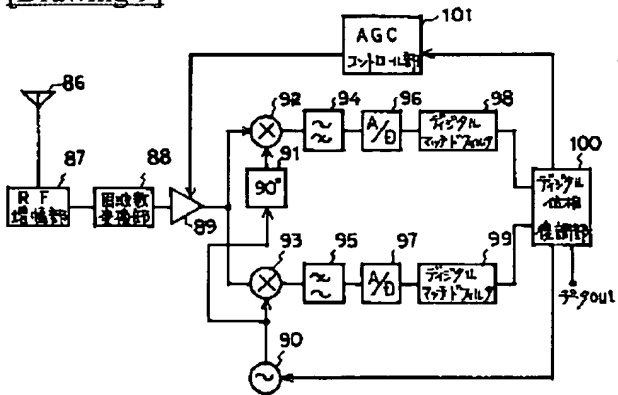 [Drawing 9]
101
AGC
コントロール部
86
92
94
96
98
A/D
ディジタル
マッチドフィルタ
91
90°
100
87
88
RF
増幅部
周波数
変換部
89
ディジタル
位相
復調部
93
95
97
99
A/D
ディジタル
マッチドフィルタ
データout
90